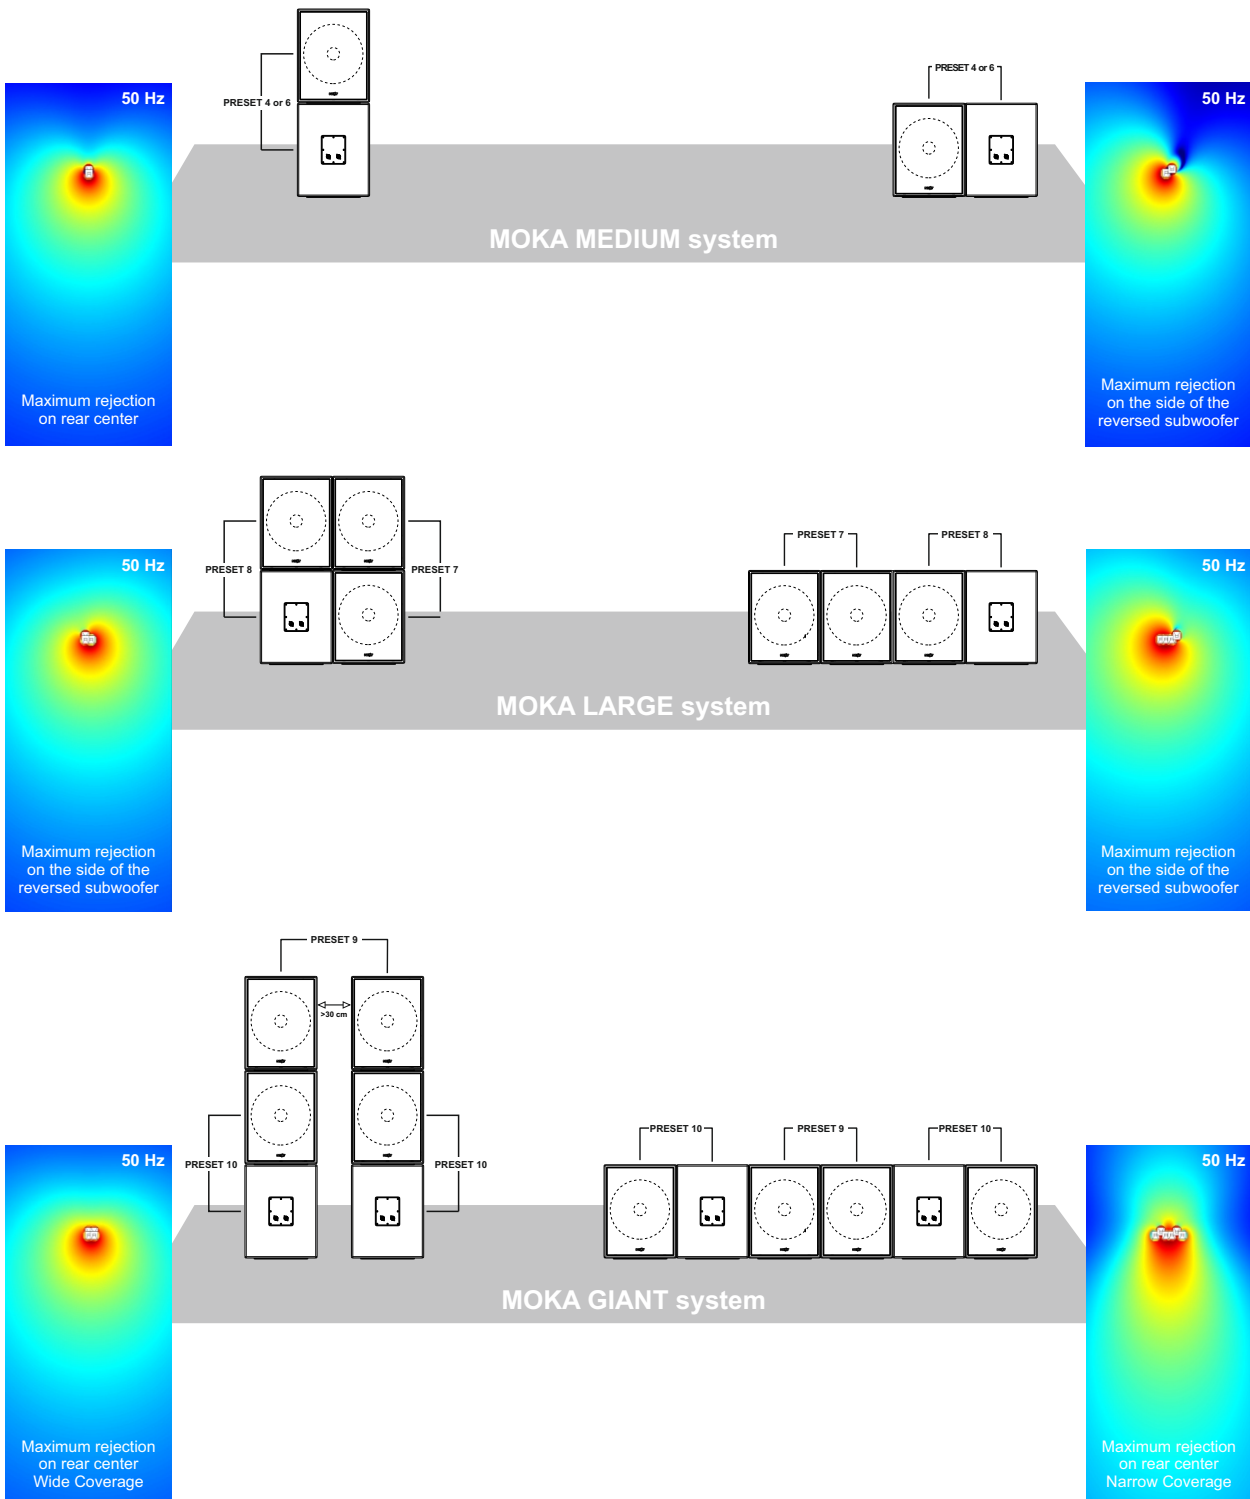 50 Hz
PRESET 4 or 6
PRESET 4 or 6
50 Hz
MOKA MEDIUM system
Maximum rejection
on rear center
Maximum rejection
on the side of the
reversed subwoofer
50 Hz
PRESET 8
PRESET 7
PRESET 7
PRESET 8
50 Hz
MOKA LARGE system
Maximum rejection
on the side of the
reversed subwoofer
Maximum rejection
on the side of the
reversed subwoofer
PRESET 9
>30 cm
50 Hz
PRESET 10
PRESET 10
PRESET 10
PRESET 9
PRESET 10
50 Hz
MOKA GIANT system
Maximum rejection
on rear center
Wide Coverage
Maximum rejection
on rear center
Narrow Coverage